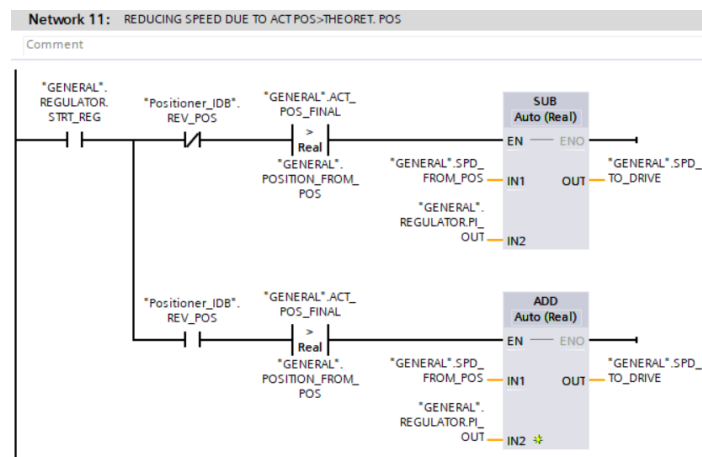 Network 11: REDUCING SPEED DUE TO ACT POS>THEORET. POS
Comment
"GENERAL".
REGULATOR.
STRT_REG
"Positioner_IDB".
REV_POS
"GENERAL".ACT_
POS_FINAL
>
Real
"GENERAL".
POSITION_FROM_
POS
SUB
Auto (Real)
EN
ENO
"GENERAL".SPD_
FROM_POS
IN1
OUT
"GENERAL".SPD_
TO_DRIVE
"GENERAL".
REGULATOR.PI_
OUT
IN2
"Positioner_IDB".
REV_POS
"GENERAL".ACT_
POS_FINAL
>
Real
"GENERAL".
POSITION_FROM_
POS
ADD
Auto (Real)
EN
ENO
"GENERAL".SPD_
FROM_POS
IN1
OUT
"GENERAL".SPD_
TO_DRIVE
"GENERAL".
REGULATOR.PI_
OUT
IN2